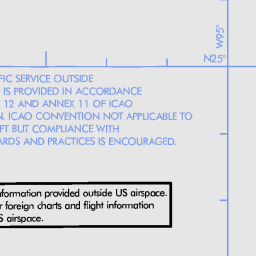 W95°
N25°
FIC SERVICE OUTSIDE
IS PROVIDED IN ACCORDANCE
12 AND ANNEX 11 OF ICAO
N. ICAO CONVENTION NOT APPLICABLE TO
FT BUT COMPLIANCE WITH
ARDS AND PRACTICES IS ENCOURAGED.
nformation provided outside US airspace.
r foreign charts and flight information
S airspace.